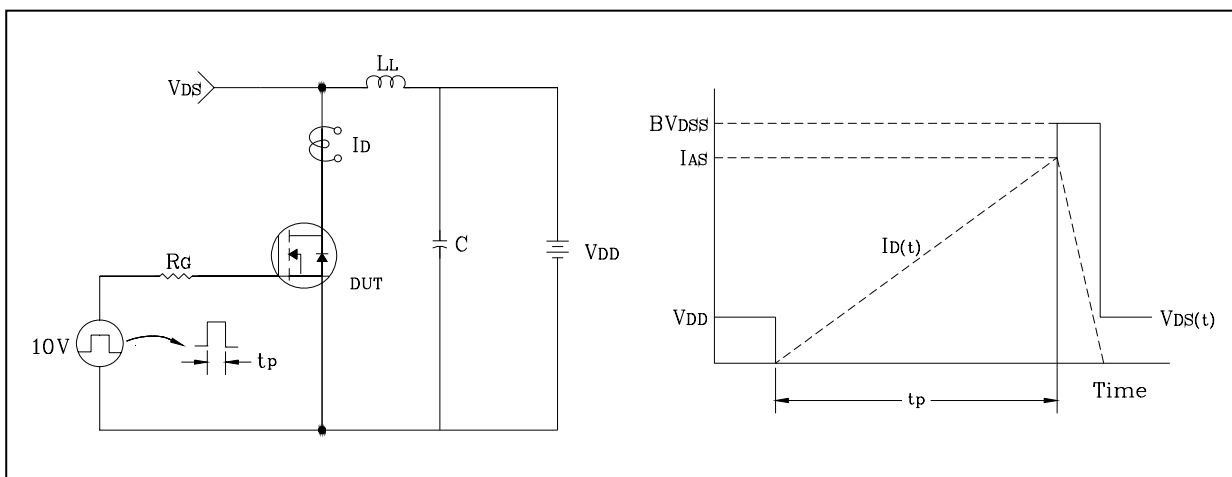 LL
VDS
ID
RG
DUT
C
VDD
10V
tp
BVDSS
IAS
ID(t)
VDD
VDS(t)
Time
tp